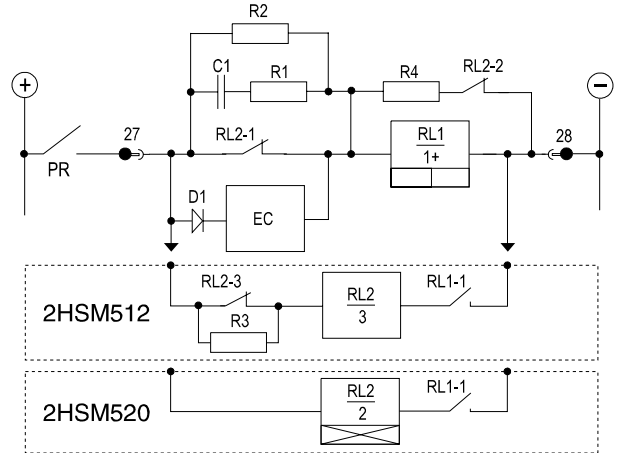 R2
C1
R1
R4
RL2-2
+
−
27
RL2-1
RL1
1+
28
PR
D1
EC
RL2-3
RL2
3
RL1-1
2HSM512
R3
RL2
2
RL1-1
2HSM520